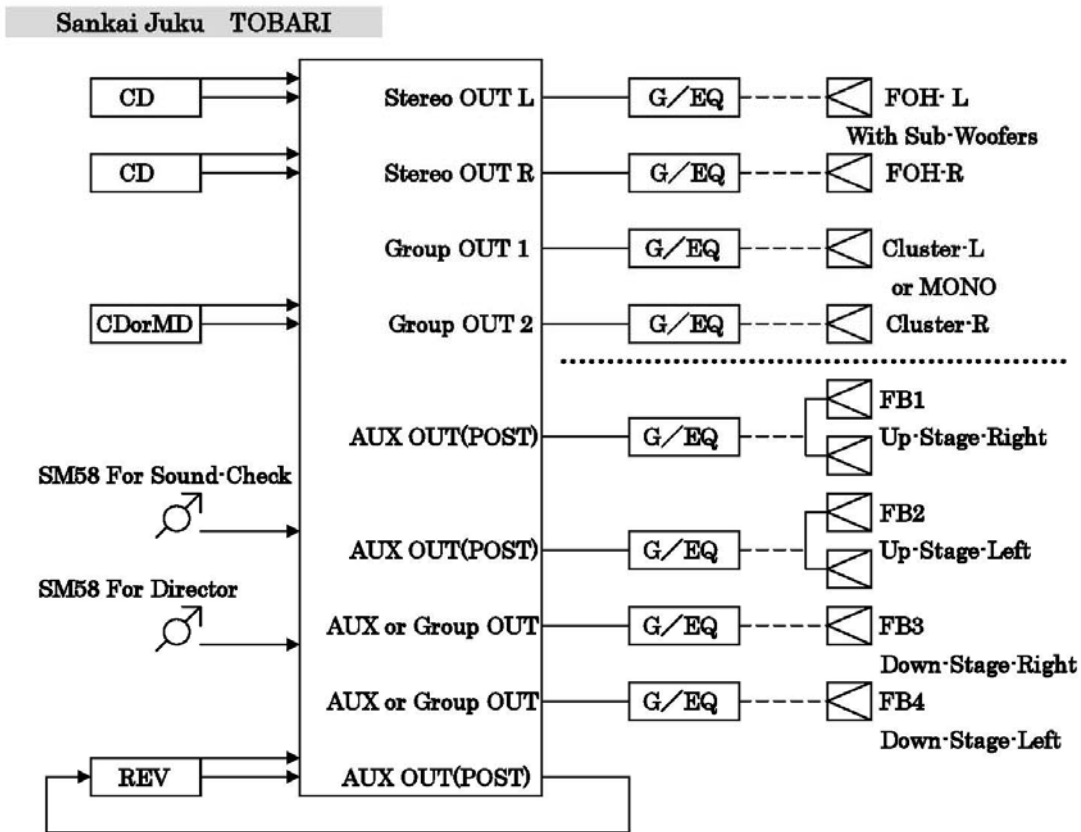 Sankai Juku TOBARI
CD
Stereo OUT L
G/EQ
FOH-L
With Sub-Woofers
CD
Stereo OUT R
G/EQ
FOH-R
Group OUT 1
G/EQ
Cluster-L
or MONO
CDorMD
Group OUT 2
G/EQ
Cluster-R
FB1
AUX OUT(POST)
G/EQ
Up-Stage-Right
SM58 For Sound-Check
FB2
AUX OUT(POST)
G/EQ
Up-Stage-Left
SM58 For Director
AUX or Group OUT
G/EQ
FB3
Down-Stage-Right
AUX or Group OUT
G/EQ
FB4
Down-Stage-Left
REV
AUX OUT(POST)